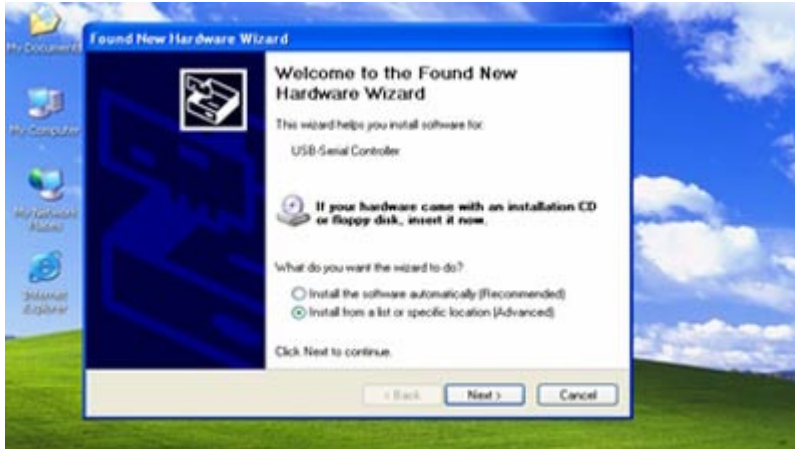 My Documents
My Computer
My Network
Places
Internet
Explorer
Found New Hardware Wizard
Welcome to the Found New
Hardware Wizard
This wizard helps you install software for:
USB-Serial Controller
If your hardware came with an installation CD
or floppy disk, insert it now.
What do you want the wizard to do?
Install the software automatically (Recommended)
Install from a list or specific location (Advanced)
Click Next to continue.
< Back
Next >
Cancel